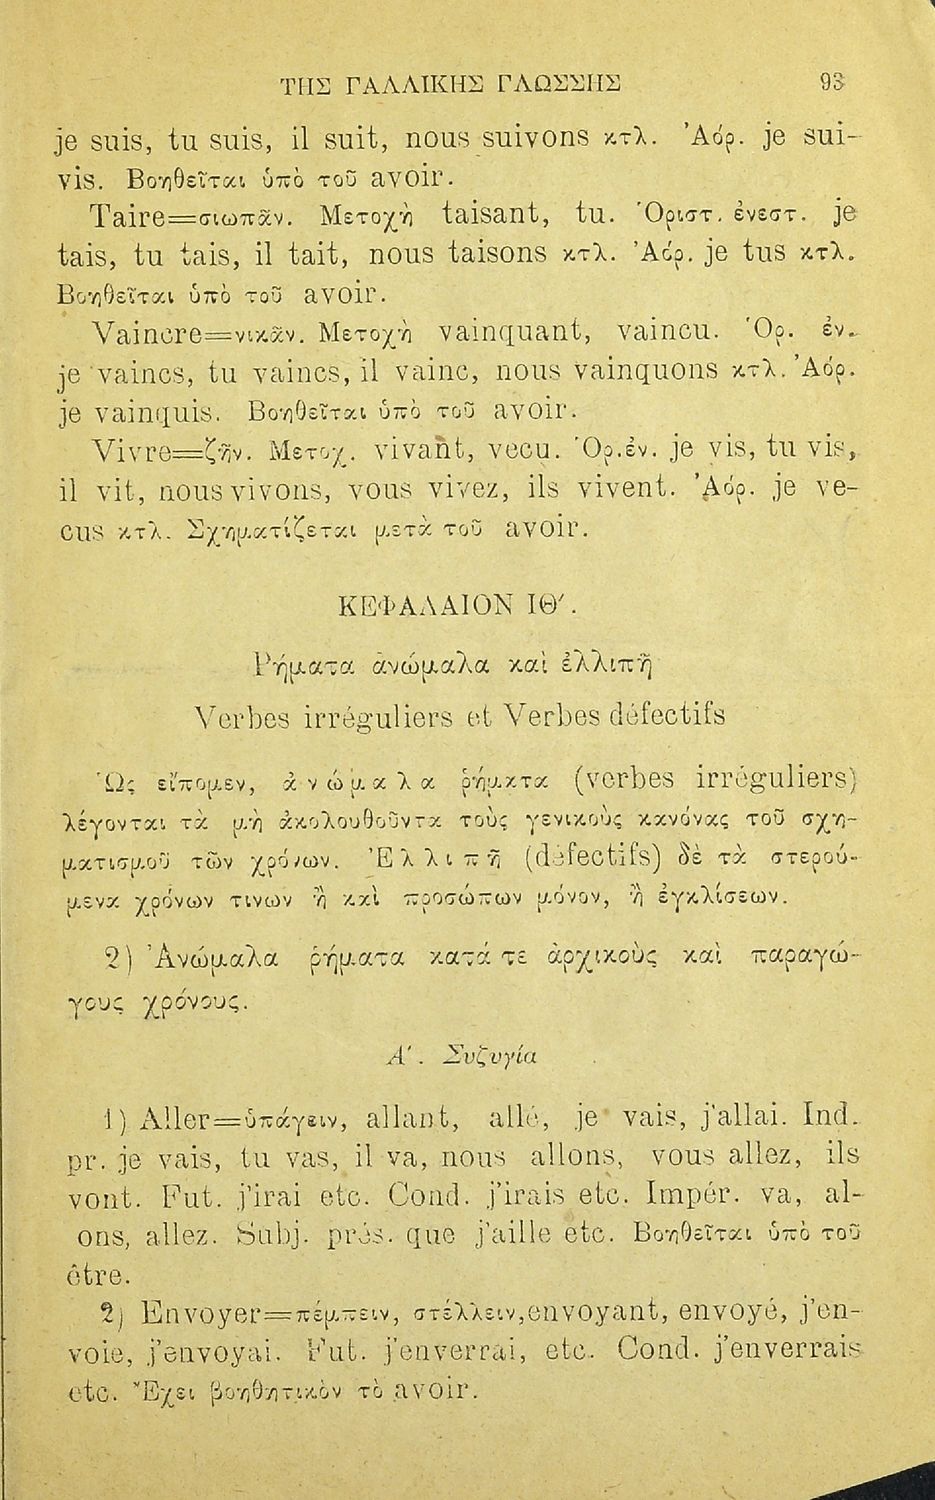 ΤΗΣ ΓΑΛΛΙΚΗΣ ΓΛΩΣΣΗΣ 93
je suis, tu suis, il suit, nous suivons κτλ. Ἀόρ. je sui-
vis. Βοηθεῖται ὑπὸ τοῦ avoir.
Taire=σιωπᾶν. Μετοχὴ taisant, tu. Ὁριστ. ἐνεστ. je
tais, tu tais, il tait, nous taisons κτλ. Ἀόρ. je tus κτλ.
Βοηθεῖται ὑπὸ τοῦ avoir.
Vaincre=νικᾶν. Μετοχὴ vainquant, vaincu. Ὁρ. ἐν.
je vaincs, tu vaincs, il vainc, nous vainquons κτλ. Ἀόρ.
je vainquis. Βοηθεῖται ὑπὸ τοῦ avoir.
Vivre=ζῆν. Μετοχ. vivant, vecu. Ὁρ.ἐν. je vis, tu vis,
il vit, nous vivons, vous vivez, ils vivent. Ἀόρ. je ve-
cus κτλ. Σχηματίζεται μετὰ τοῦ avoir.
ΚΕΦΑΛΑΙΟΝ ΙΘ′.
Ῥήματα ἀνώμαλα καὶ ἐλλιπῆ
Verbes irréguliers et Verbes défectifs
Ὡς εἴπομεν, ἀνώμαλα ῥήματα (verbes irréguliers)
λέγονται τὰ μὴ ἀκολουθοῦντα τοὺς γενικοὺς κανόνας τοῦ σχη-
ματισμοῦ τῶν χρόνων. Ἐλλιπῆ (défectifs) δὲ τὰ στερού-
μενα χρόνων τινων ἢ καὶ προσώπων μόνον, ἢ ἐγκλίσεων.
2) Ἀνώμαλα ῥήματα κατά τε ἀρχικοὺς καὶ παραγώ-
γους χρόνους.
Α′. Συζυγία
1) Aller=ὑπάγειν, allant, allé, je vais, j'allai. Ind.
pr. je vais, tu vas, il va, nous allons, vous allez, ils
vont. Fut. j'irai etc. Cond. j'irais etc. Impér. va, al-
ons, allez. Subj. prés. que j'aille etc. Βοηθεῖται ὑπὸ τοῦ
être.
2) Envoyer=πέμπειν, στέλλειν,envoyant, envoyé, j'en-
voie, j'envoyai. Fut. j'enverrai, etc. Cond. j'enverrais
etc. Ἔχει βοηθητικὸν τὸ avoir.